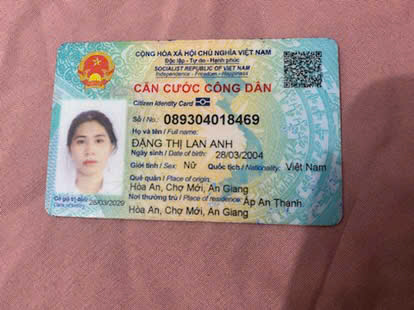 CỘNG HÒA XÃ HỘI CHỦ NGHĨA VIỆT NAM
Độc lập - Tự do - Hạnh phúc
SOCIALIST REPUBLIC OF VIET NAM
Independence - Freedom - Happiness
CĂN CƯỚC CÔNG DÂN
Citizen Identity Card
Số / No.: 089304018469
Họ và tên / Full name:
ĐẶNG THỊ LAN ANH
Ngày sinh / Date of birth: 28/03/2004
Giới tính / Sex: Nữ Quốc tịch / Nationality: Việt Nam
Quê quán / Place of origin:
Hòa An, Chợ Mới, An Giang
Nơi thường trú / Place of residence: Ấp An Thạnh
Hòa An, Chợ Mới, An Giang
Có giá trị đến: 28/03/2029
Date of expiry